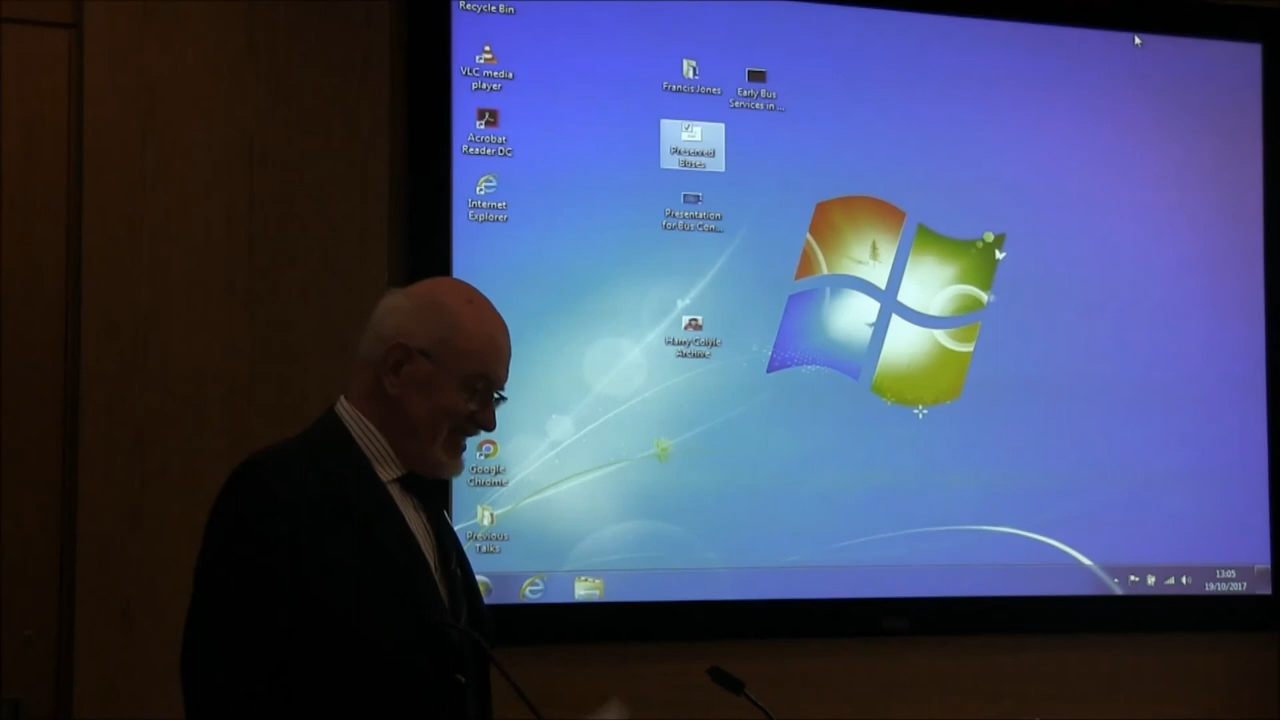 Recycle Bin
VLC media
player
Acrobat
Reader DC
Internet
Explorer
Google
Chrome
Previous
Talks
Francis Jones
Early Bus
Services in ...
Preserved
Buses
Presentation
for Bus Con...
Harry Colyle
Archive
13:05
19/10/2017